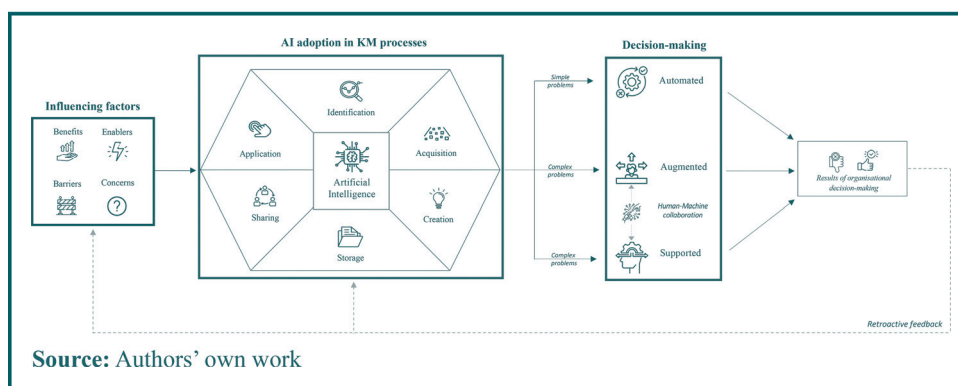 AI adoption in KM processes
Decision-making
Influencing factors
Benefits
Enablers
Barriers
Concerns
Identification
Application
Acquisition
Artificial
Intelligence
Sharing
Creation
Storage
Simple
problems
Complex
problems
Complex
problems
Automated
Augmented
Human-Machine
collaboration
Supported
Results of organisational
decision-making
Retroactive feedback
Source: Authors’ own work